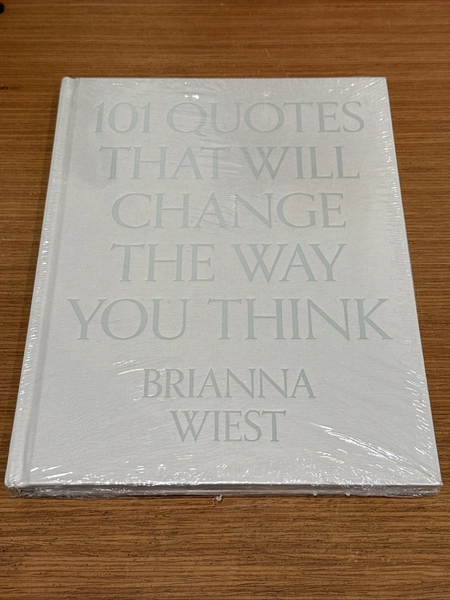 101 QUOTES
THAT WILL
CHANGE
THE WAY
YOU THINK
BRIANNA
WIEST